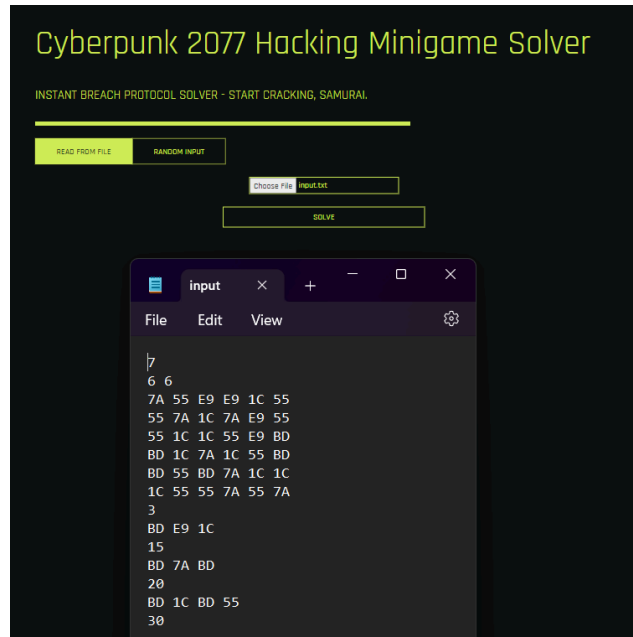 Cyberpunk 2077 Hacking Minigame Solver
INSTANT BREACH PROTOCOL SOLVER - START CRACKING, SAMURAI.
READ FROM FILE RANDOM INPUT
Choose File input.txt
SOLVE
input
File Edit View
7
6 6
7A 55 E9 E9 1C 55
55 7A 1C 7A E9 55
55 1C 1C 55 E9 BD
BD 1C 7A 1C 55 BD
BD 55 BD 7A 1C 1C
1C 55 55 7A 55 7A
3
BD E9 1C
15
BD 7A BD
20
BD 1C BD 55
30